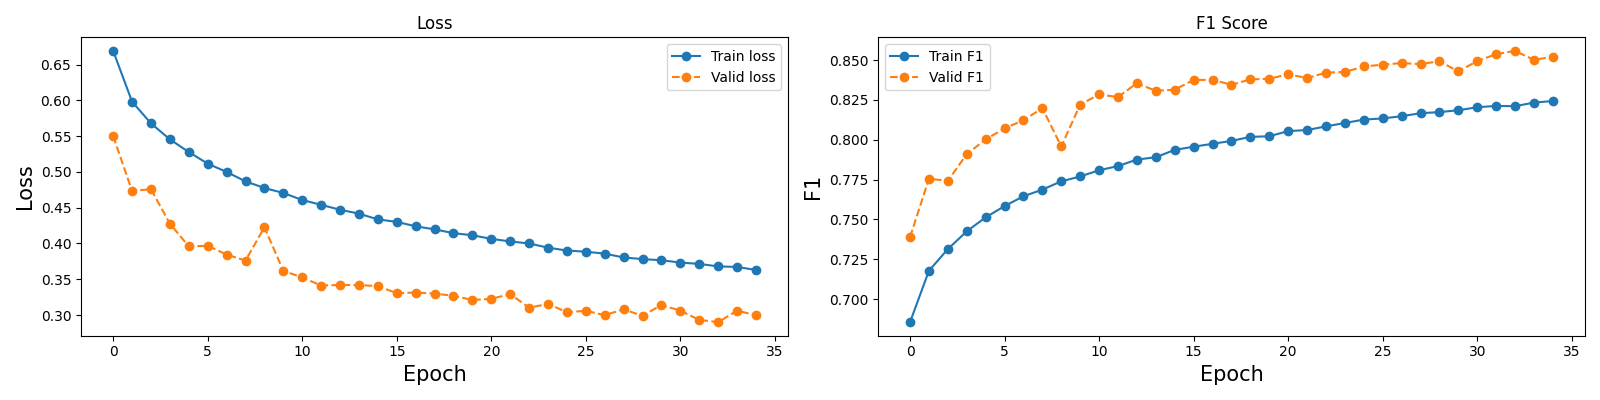 Loss
Train loss
Valid loss
0.65
0.60
0.55
0.50
0.45
0.40
0.35
0.30
Loss
0 5 10 15 20 25 30 35
Epoch
F1 Score
Train F1
Valid F1
0.850
0.825
0.800
0.775
0.750
0.725
0.700
F1
0 5 10 15 20 25 30 35
Epoch